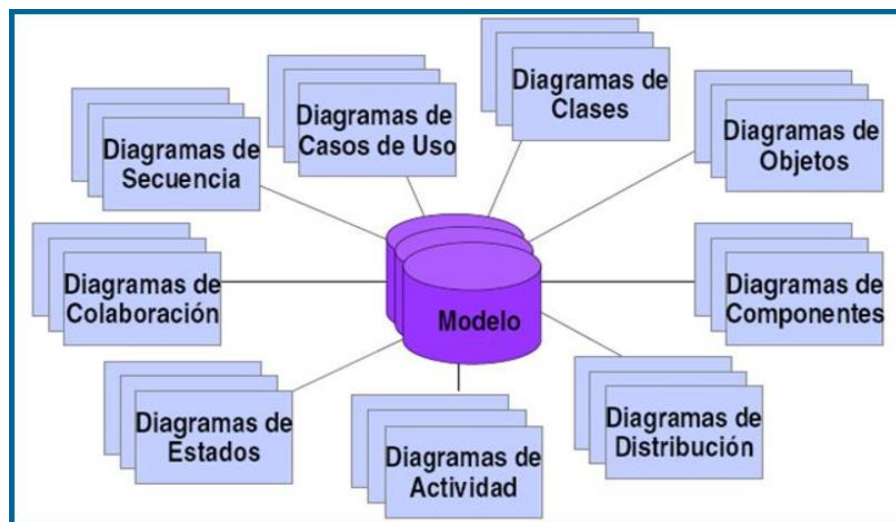 Diagramas de
Clases
Diagramas de
Casos de Uso
Diagramas de
Objetos
Diagramas de
Secuencia
Diagramas de
Colaboración
Modelo
Diagramas de
Componentes
Diagramas de
Estados
Diagramas de
Distribución
Diagramas de
Actividad